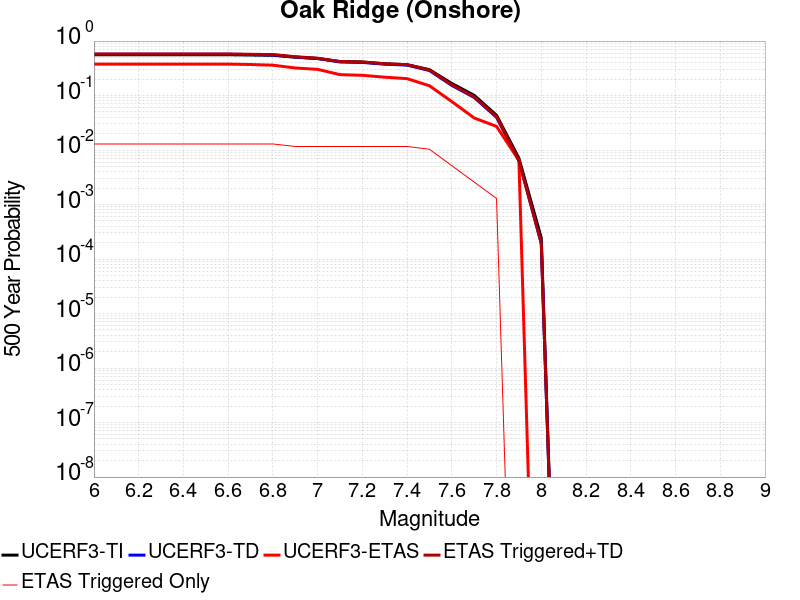 Oak Ridge (Onshore)
10^0
10^-1
10^-2
10^-3
10^-4
10^-5
10^-6
10^-7
10^-8
500 Year Probability
6 6.2 6.4 6.6 6.8 7 7.2 7.4 7.6 7.8 8 8.2 8.4 8.6 8.8 9
Magnitude
UCERF3-TI UCERF3-TD UCERF3-ETAS ETAS Triggered+TD
ETAS Triggered Only